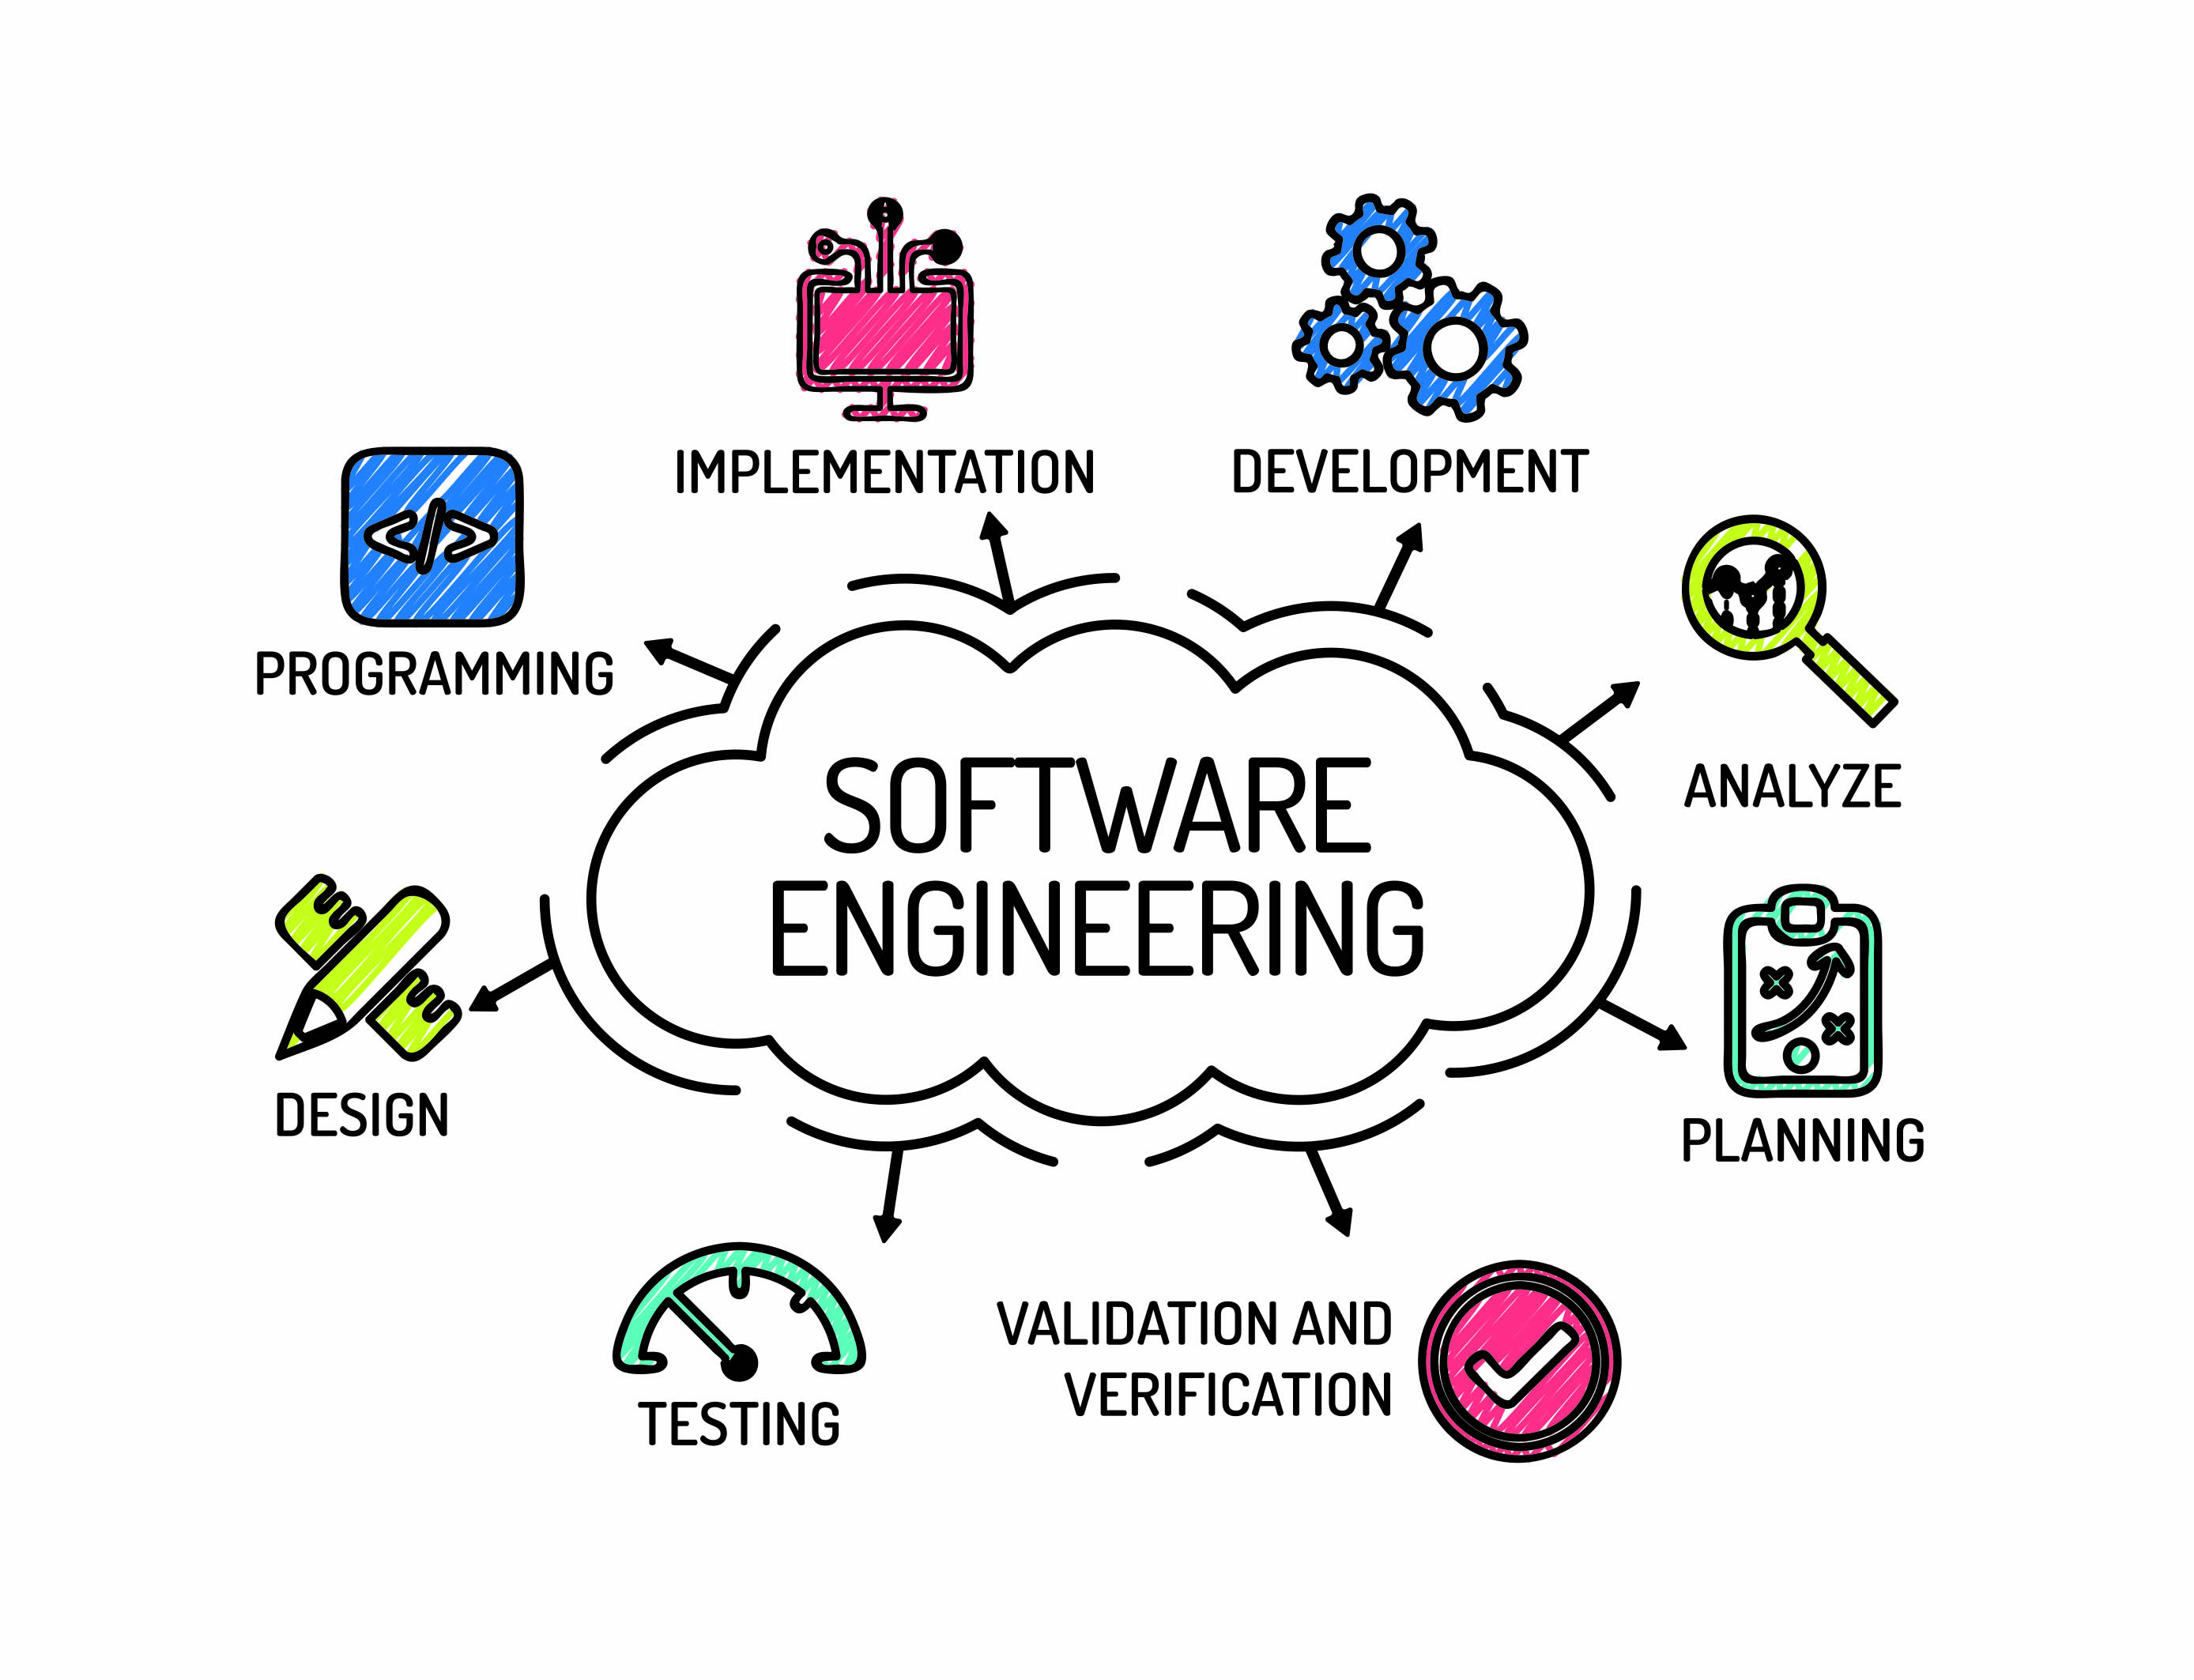 IMPLEMENTATION
DEVELOPMENT
PROGRAMMING
ANALYZE
SOFTWARE
ENGINEERING
DESIGN
PLANNING
TESTING
VALIDATION AND
VERIFICATION